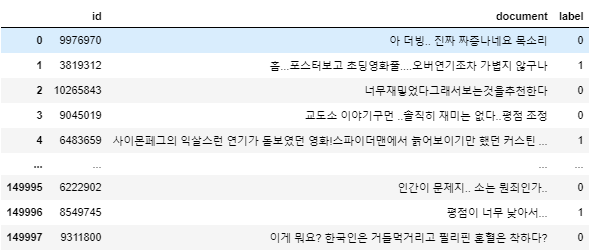 id document label
0 9976970 아 더빙.. 진짜 짜증나네요 목소리 0
1 3819312 흠...포스터보고 초딩영화줄....오버연기조차 가볍지 않구나 1
2 10265843 너무재밓었다그래서보는것을추천한다 0
3 9045019 교도소 이야기구먼 ..솔직히 재미는 없다..평점 조정 0
4 6483659 사이몬페그의 익살스런 연기가 돋보였던 영화!스파이더맨에서 늙어보이기만 했던 커스틴 ... 1
... ... ... ...
149995 6222902 인간이 문제지.. 소는 뭔죄인가.. 0
149996 8549745 평점이 너무 낮아서... 1
149997 9311800 이게 뭐요? 한국인은 거들먹거리고 필리핀 혼혈은 착하다? 0